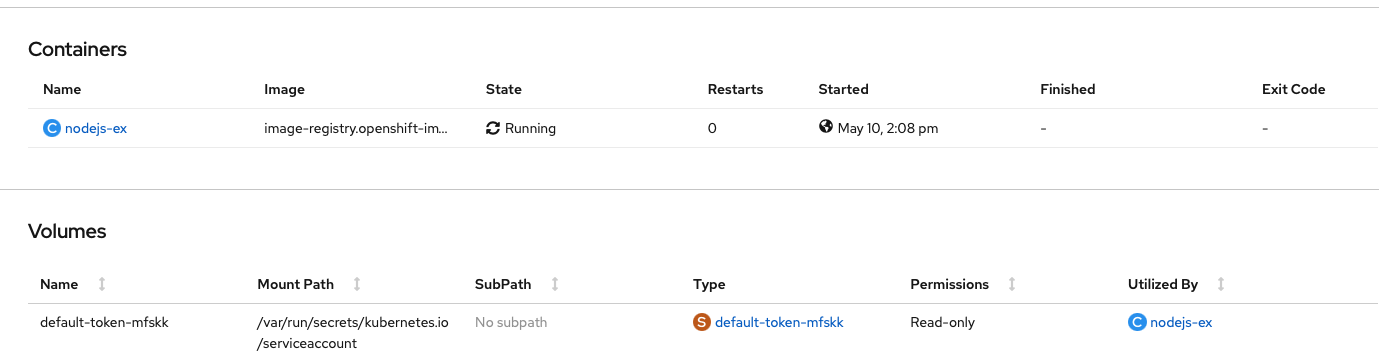 Containers
Name Image State Restarts Started Finished Exit Code
C nodejs-ex image-registry.openshift-im... Running 0 May 10, 2:08 pm - -
Volumes
Name Mount Path SubPath Type Permissions Utilized By
default-token-mfskk /var/run/secrets/kubernetes.io No subpath S default-token-mfskk Read-only C nodejs-ex
/serviceaccount